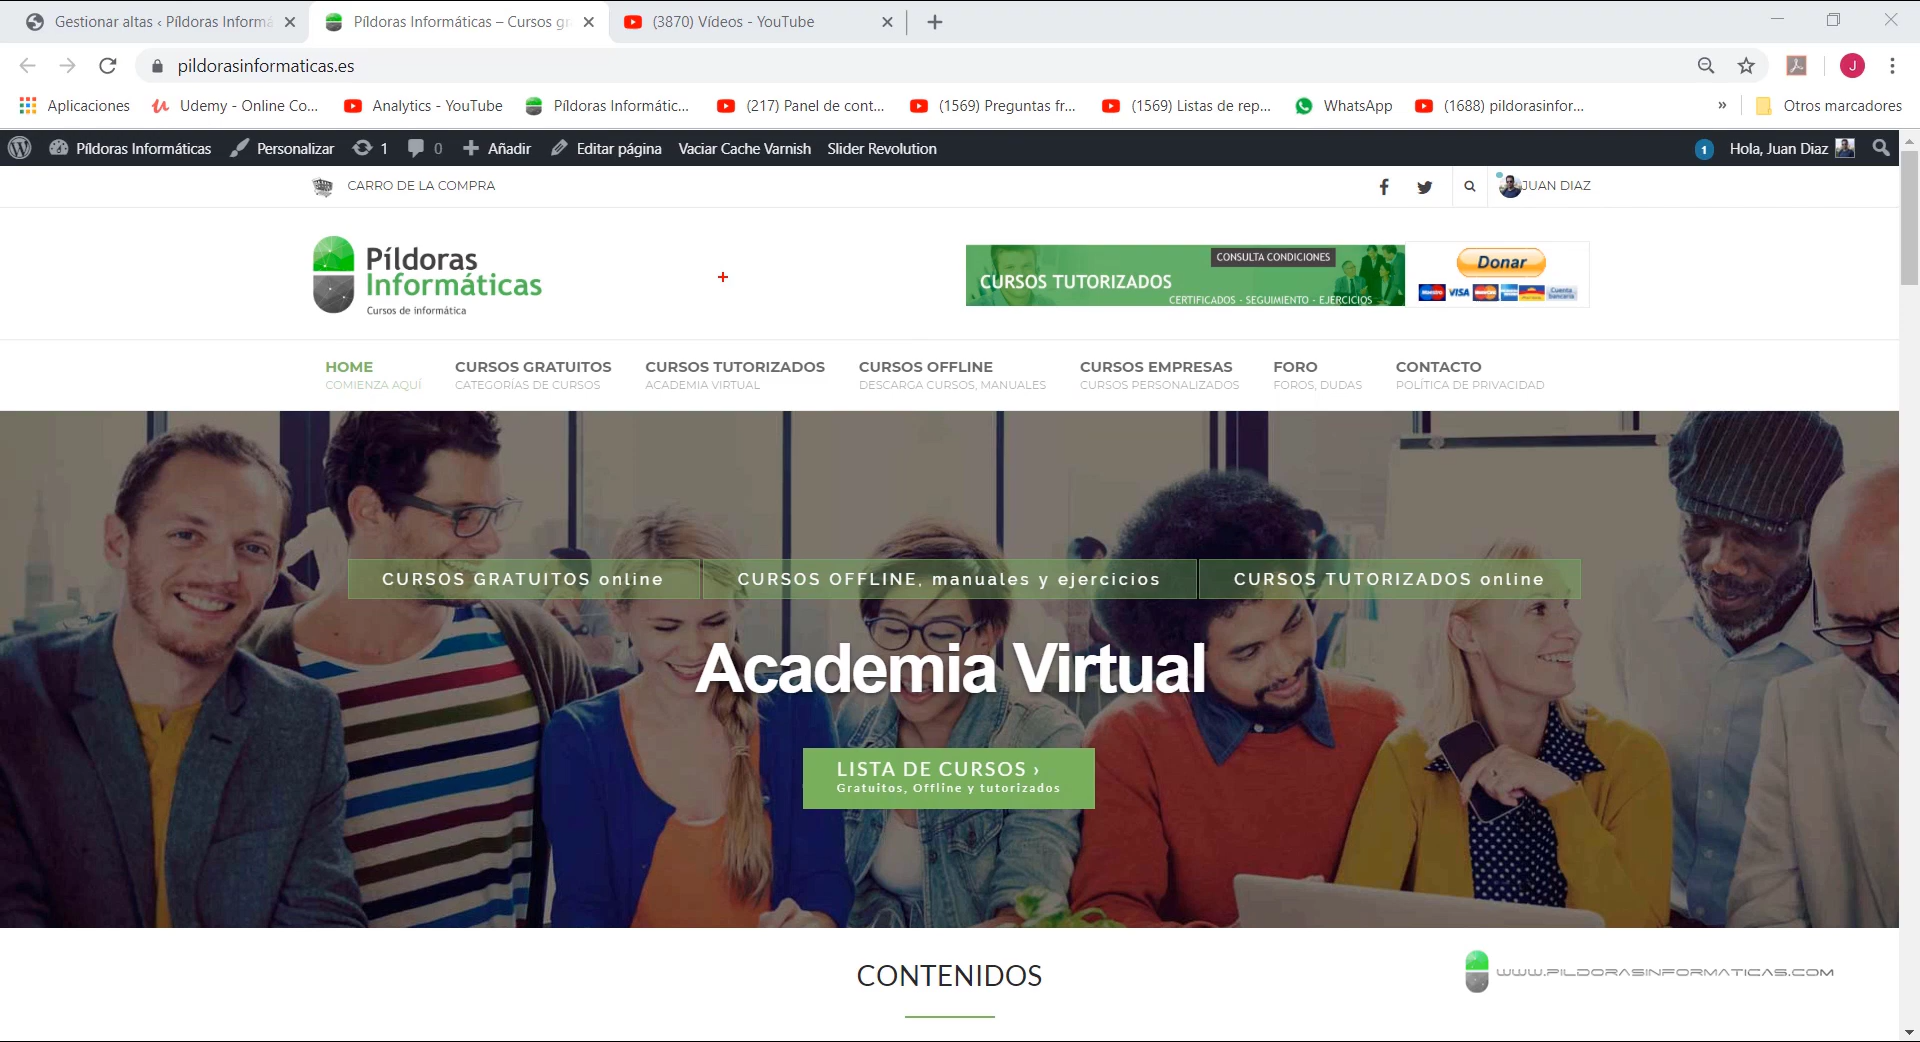 Gestionar altas ‹ Píldoras Informá
Píldoras Informáticas – Cursos gr
(3870) Vídeos - YouTube
pildorasinformaticas.es
J
Aplicaciones
Udemy - Online Co...
Analytics - YouTube
Píldoras Informátic...
(217) Panel de cont...
(1569) Preguntas fr...
(1569) Listas de rep...
WhatsApp
(1688) pildorasinfor...
»
Otros marcadores
Píldoras Informáticas
Personalizar
1
0
Añadir
Editar página
Vaciar Cache Varnish
Slider Revolution
1
Hola, Juan Diaz
CARRO DE LA COMPRA
JUAN DIAZ
Píldoras
Informáticas
Cursos de informática
CONSULTA CONDICIONES
CURSOS TUTORIZADOS
CERTIFICADOS - SEGUIMIENTO - EJERCICIOS
Donar
VISA
Cuenta
bancaria
HOME
COMIENZA AQUÍ
CURSOS GRATUITOS
CATEGORÍAS DE CURSOS
CURSOS TUTORIZADOS
ACADEMIA VIRTUAL
CURSOS OFFLINE
DESCARGA CURSOS, MANUALES
CURSOS EMPRESAS
CURSOS PERSONALIZADOS
FORO
FOROS, DUDAS
CONTACTO
POLÍTICA DE PRIVACIDAD
CURSOS GRATUITOS online
CURSOS OFFLINE, manuales y ejercicios
CURSOS TUTORIZADOS online
Academia Virtual
LISTA DE CURSOS ›
Gratuitos, Offline y tutorizados
CONTENIDOS
WWW.PILDORASINFORMATICAS.COM